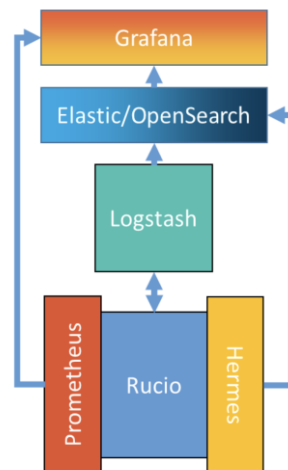 Grafana
Elastic/OpenSearch
Logstash
Prometheus
Rucio
Hermes